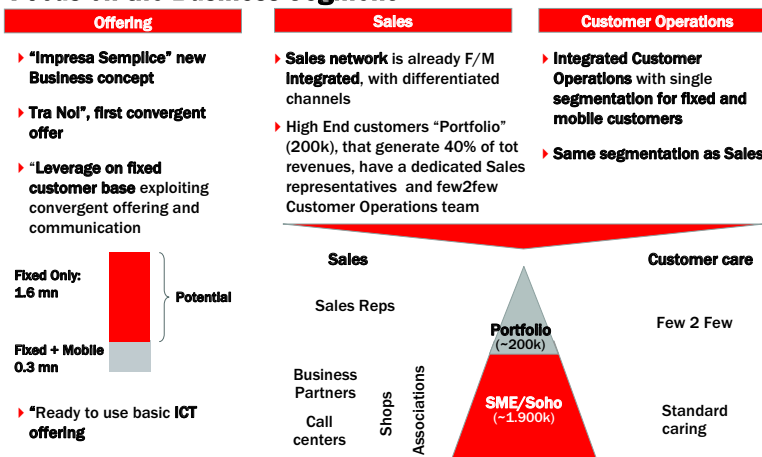 Focus on the Business Segment
Offering
“Impresa Semplice” new
Business concept
Tra Noi”, first convergent
offer
“Leverage on fixed
customer base exploiting
convergent offering and
communication
Fixed Only:
1.6 mn
Potential
Fixed + Mobile
0.3 mn
“Ready to use basic ICT
offering
Sales
Sales network is already F/M
integrated, with differentiated
channels
High End customers “Portfolio”
(200k), that generate 40% of tot
revenues, have a dedicated Sales
representatives and few2few
Customer Operations team
Customer Operations
Integrated Customer
Operations with single
segmentation for fixed and
mobile customers
Same segmentation as Sales
Sales
Customer care
Sales Reps
Portfolio
(~200k)
Few 2 Few
Business
Partners
Call
centers
Shops
Associations
SME/Soho
(~1.900k)
Standard
caring